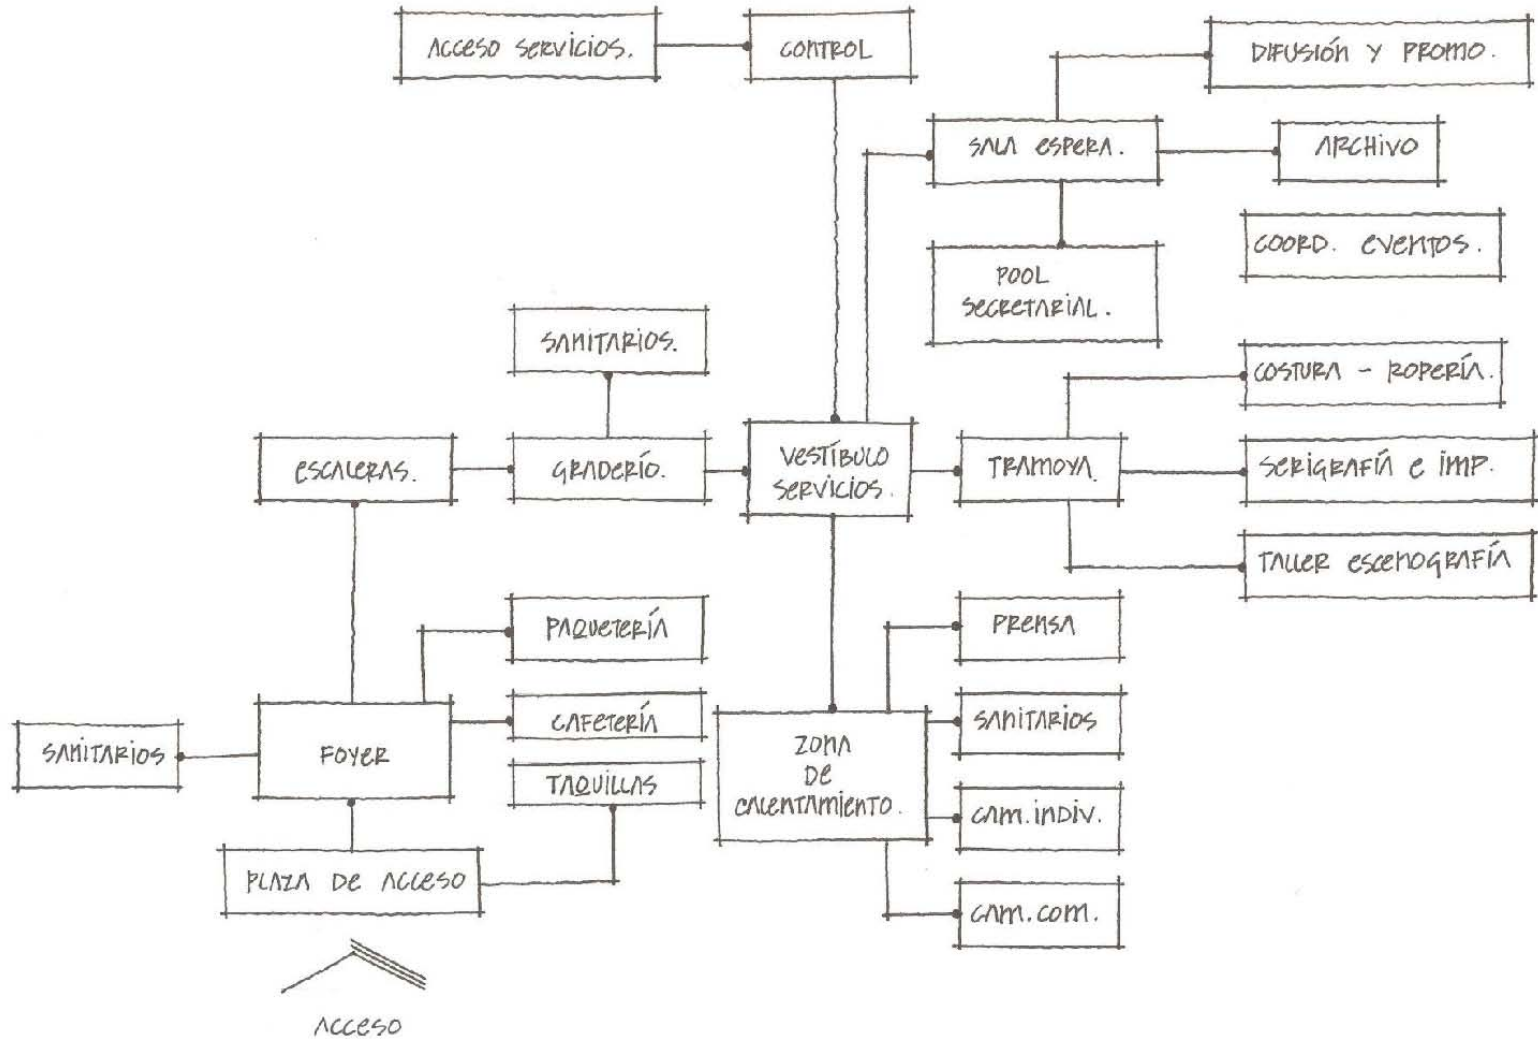 ACCESO SERVICIOS.
CONTROL
DIFUSIÓN Y PROMO.
SALA ESPERA.
ARCHIVO
COORD. EVENTOS.
POOL
SECRETARIAL.
SANITARIOS.
COSTURA - ROPERÍA.
ESCALERAS.
GRADERÍO.
VESTÍBULO
SERVICIOS.
TRAMOYA.
SERIGRAFÍA E IMP.
TALLER ESCENOGRAFÍA
PAQUETERÍA
PRENSA
SANITARIOS
FOYER
CAFETERÍA
TAQUILLAS
ZONA
DE
CALENTAMIENTO.
SANITARIOS
CAM. INDIV.
PLAZA DE ACCESO
CAM. COM.
ACCESO